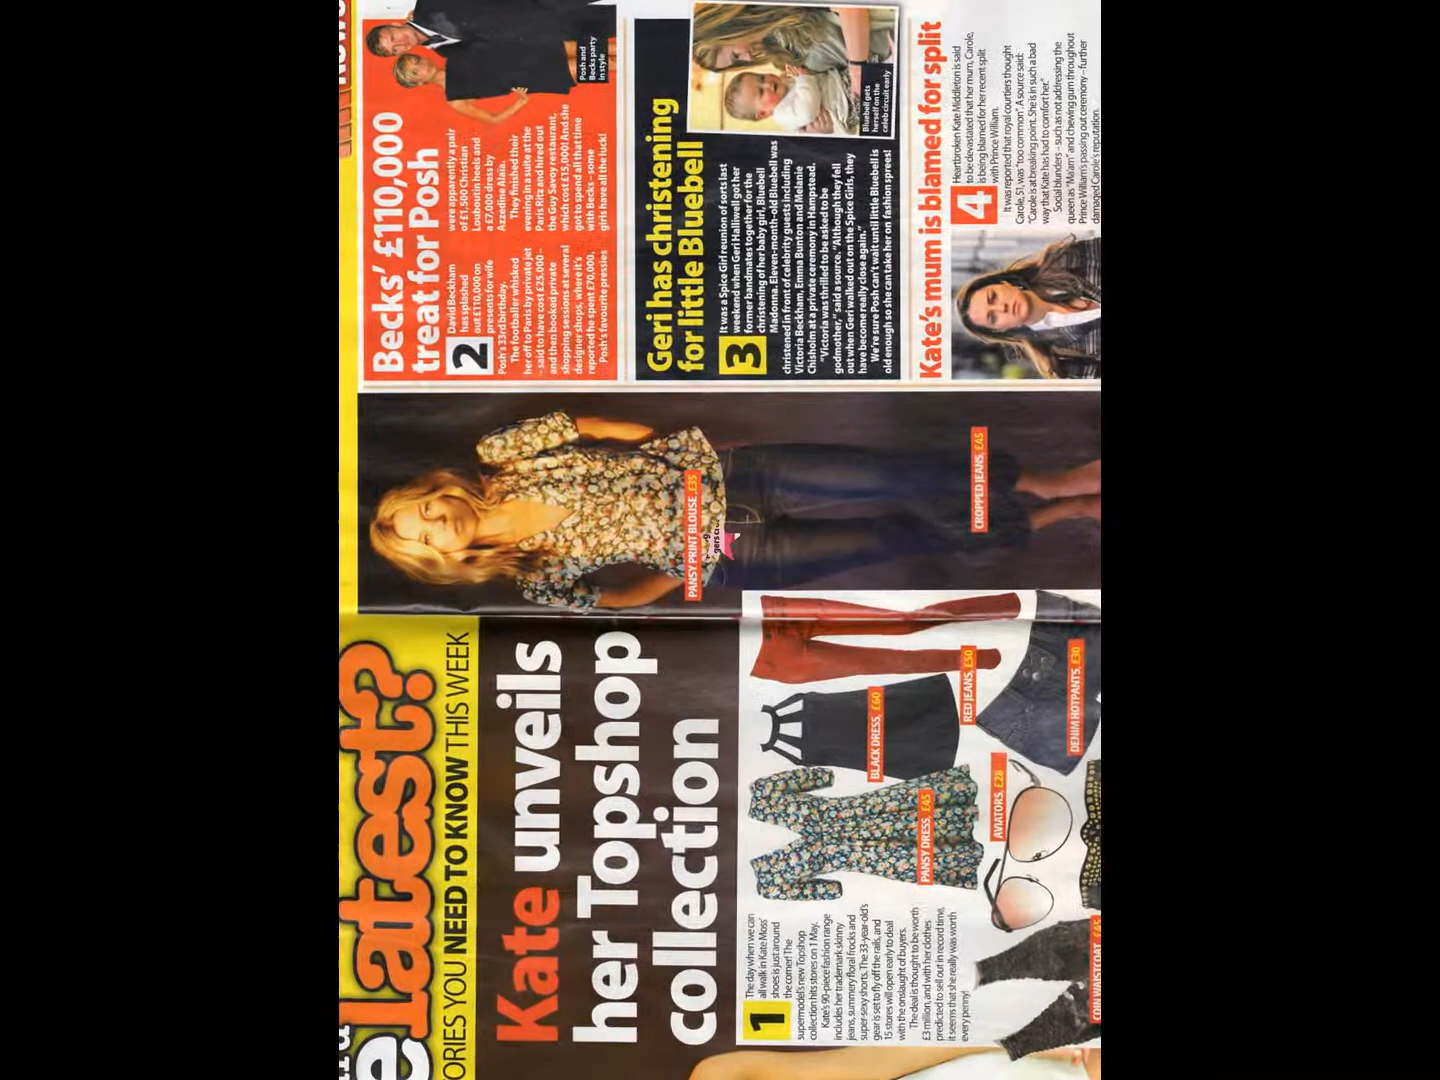 latest?
ORIES YOU NEED TO KNOW THIS WEEK
Kate unveils
her Topshop
collection
1
The day when we can
all walk in Kate Moss'
shoes is just around
the corner! The
supermodel's new Topshop
collection hits stores on 1 May.
Kate's 90-piece fashion range
includes her trademark skinny
jeans, summery floral frocks and
super-sexy shorts. The 33-year-old's
gear is set to fly off the rails, and
15 stores will open early to deal
with the onslaught of buyers.
The deal is thought to be worth
£3 million, and with her clothes
predicted to sell out in record time,
it seems that she really was worth
every penny!
PANSY DRESS, £45
BLACK DRESS, £60
RED JEANS, £50
AVIATORS, £28
DENIM HOTPANTS, £30
COIN WAISTCOAT, £45
PANSY PRINT BLOUSE, £35
CROPPED JEANS, £45
NEWS
Becks' £110,000
treat for Posh
2
David Beckham
has splashed
out £110,000 on
presents for wife
Posh's 33rd birthday.
The footballer whisked
her off to Paris by private jet
– said to have cost £25,000 –
and then booked private
shopping sessions at several
designer shops, where it's
reported he spent £70,000.
Posh's favourite pressies
were apparently a pair
of £1,500 Christian
Louboutin heels and
a £7,000 dress by
Azzedine Alaïa.
They finished their
evening in a suite at the
Paris Ritz and hired out
the Guy Savoy restaurant,
which cost £15,000! And she
got to spend all that time
with Becks – some
girls have all the luck!
Posh and
Becks party
in style
Geri has christening
for little Bluebell
3
It was a Spice Girl reunion of sorts last
weekend when Geri Halliwell got her
former bandmates together for the
christening of her baby girl, Bluebell
Madonna. Eleven-month-old Bluebell was
christened in front of celebrity guests including
Victoria Beckham, Emma Bunton and Melanie
Chisholm at a private ceremony in Hampstead.
"Victoria was thrilled to be asked to be
godmother," said a source. "Although they fell
out when Geri walked out on the Spice Girls, they
have become really close again."
We're sure Posh can't wait until little Bluebell is
old enough so she can take her on fashion sprees!
Bluebell gets
herself on the
celeb circuit early
Kate's mum is blamed for split
4
Heartbroken Kate Middleton is said
to be devastated that her mum, Carole,
is being blamed for her recent split
with Prince William.
It was reported that royal courtiers thought
Carole, 51, was "too common". A source said:
"Carole is at breaking point. She is in such a bad
way that Kate has had to comfort her."
Social blunders – such as not addressing the
queen as "Ma'am" and chewing gum throughout
Prince William's passing out ceremony – further
damaged Carole's reputation.